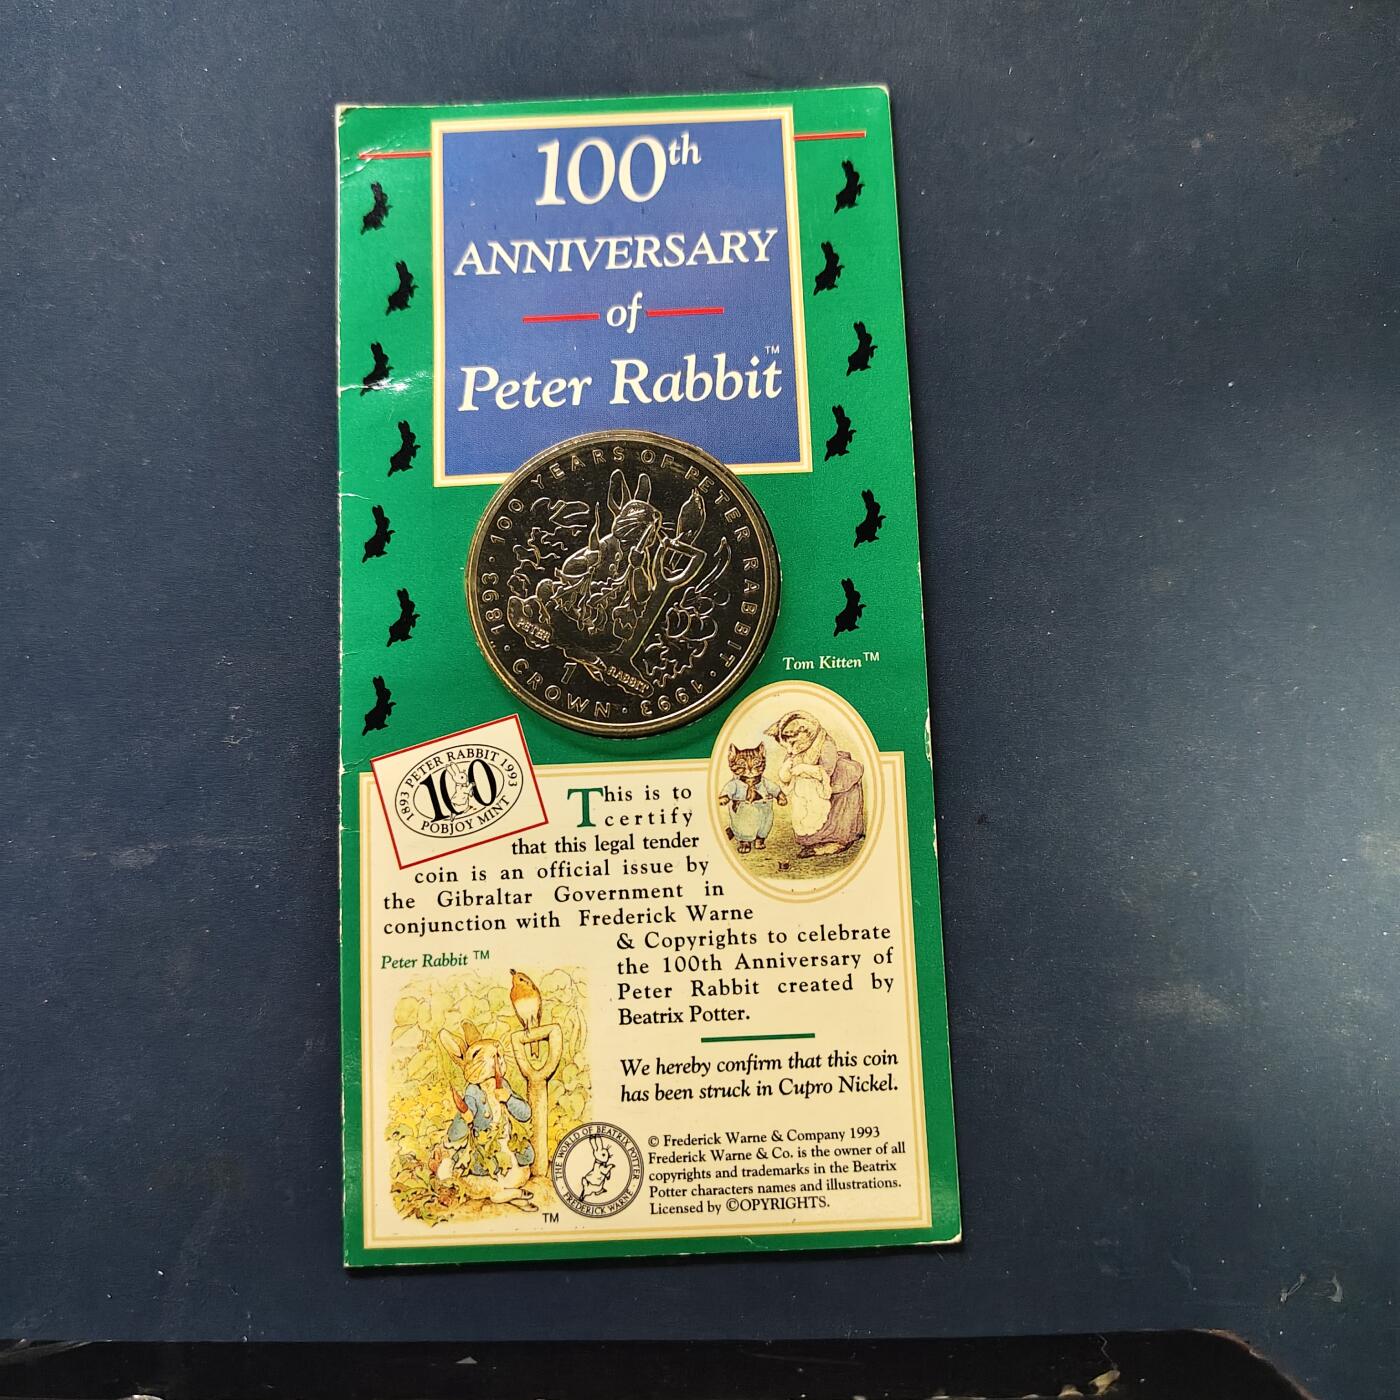 100th
ANNIVERSARY
of
Peter Rabbit™
1893 · 100 YEARS OF PETER RABBIT · 1993 · CROWN ·
PETER
1
RABBIT
Tom Kitten™
1893 PETER RABBIT 1993
100
POBJOY MINT
This is to
certify
that this legal tender
coin is an official issue by
the Gibraltar Government in
conjunction with Frederick Warne
& Copyrights to celebrate
the 100th Anniversary of
Peter Rabbit created by
Beatrix Potter.
Peter Rabbit ™
We hereby confirm that this coin
has been struck in Cupro Nickel.
THE WORLD OF BEATRIX POTTER
· FREDERICK WARNE ·
TM
© Frederick Warne & Company 1993
Frederick Warne & Co. is the owner of all
copyrights and trademarks in the Beatrix
Potter characters names and illustrations.
Licensed by ©OPYRIGHTS.